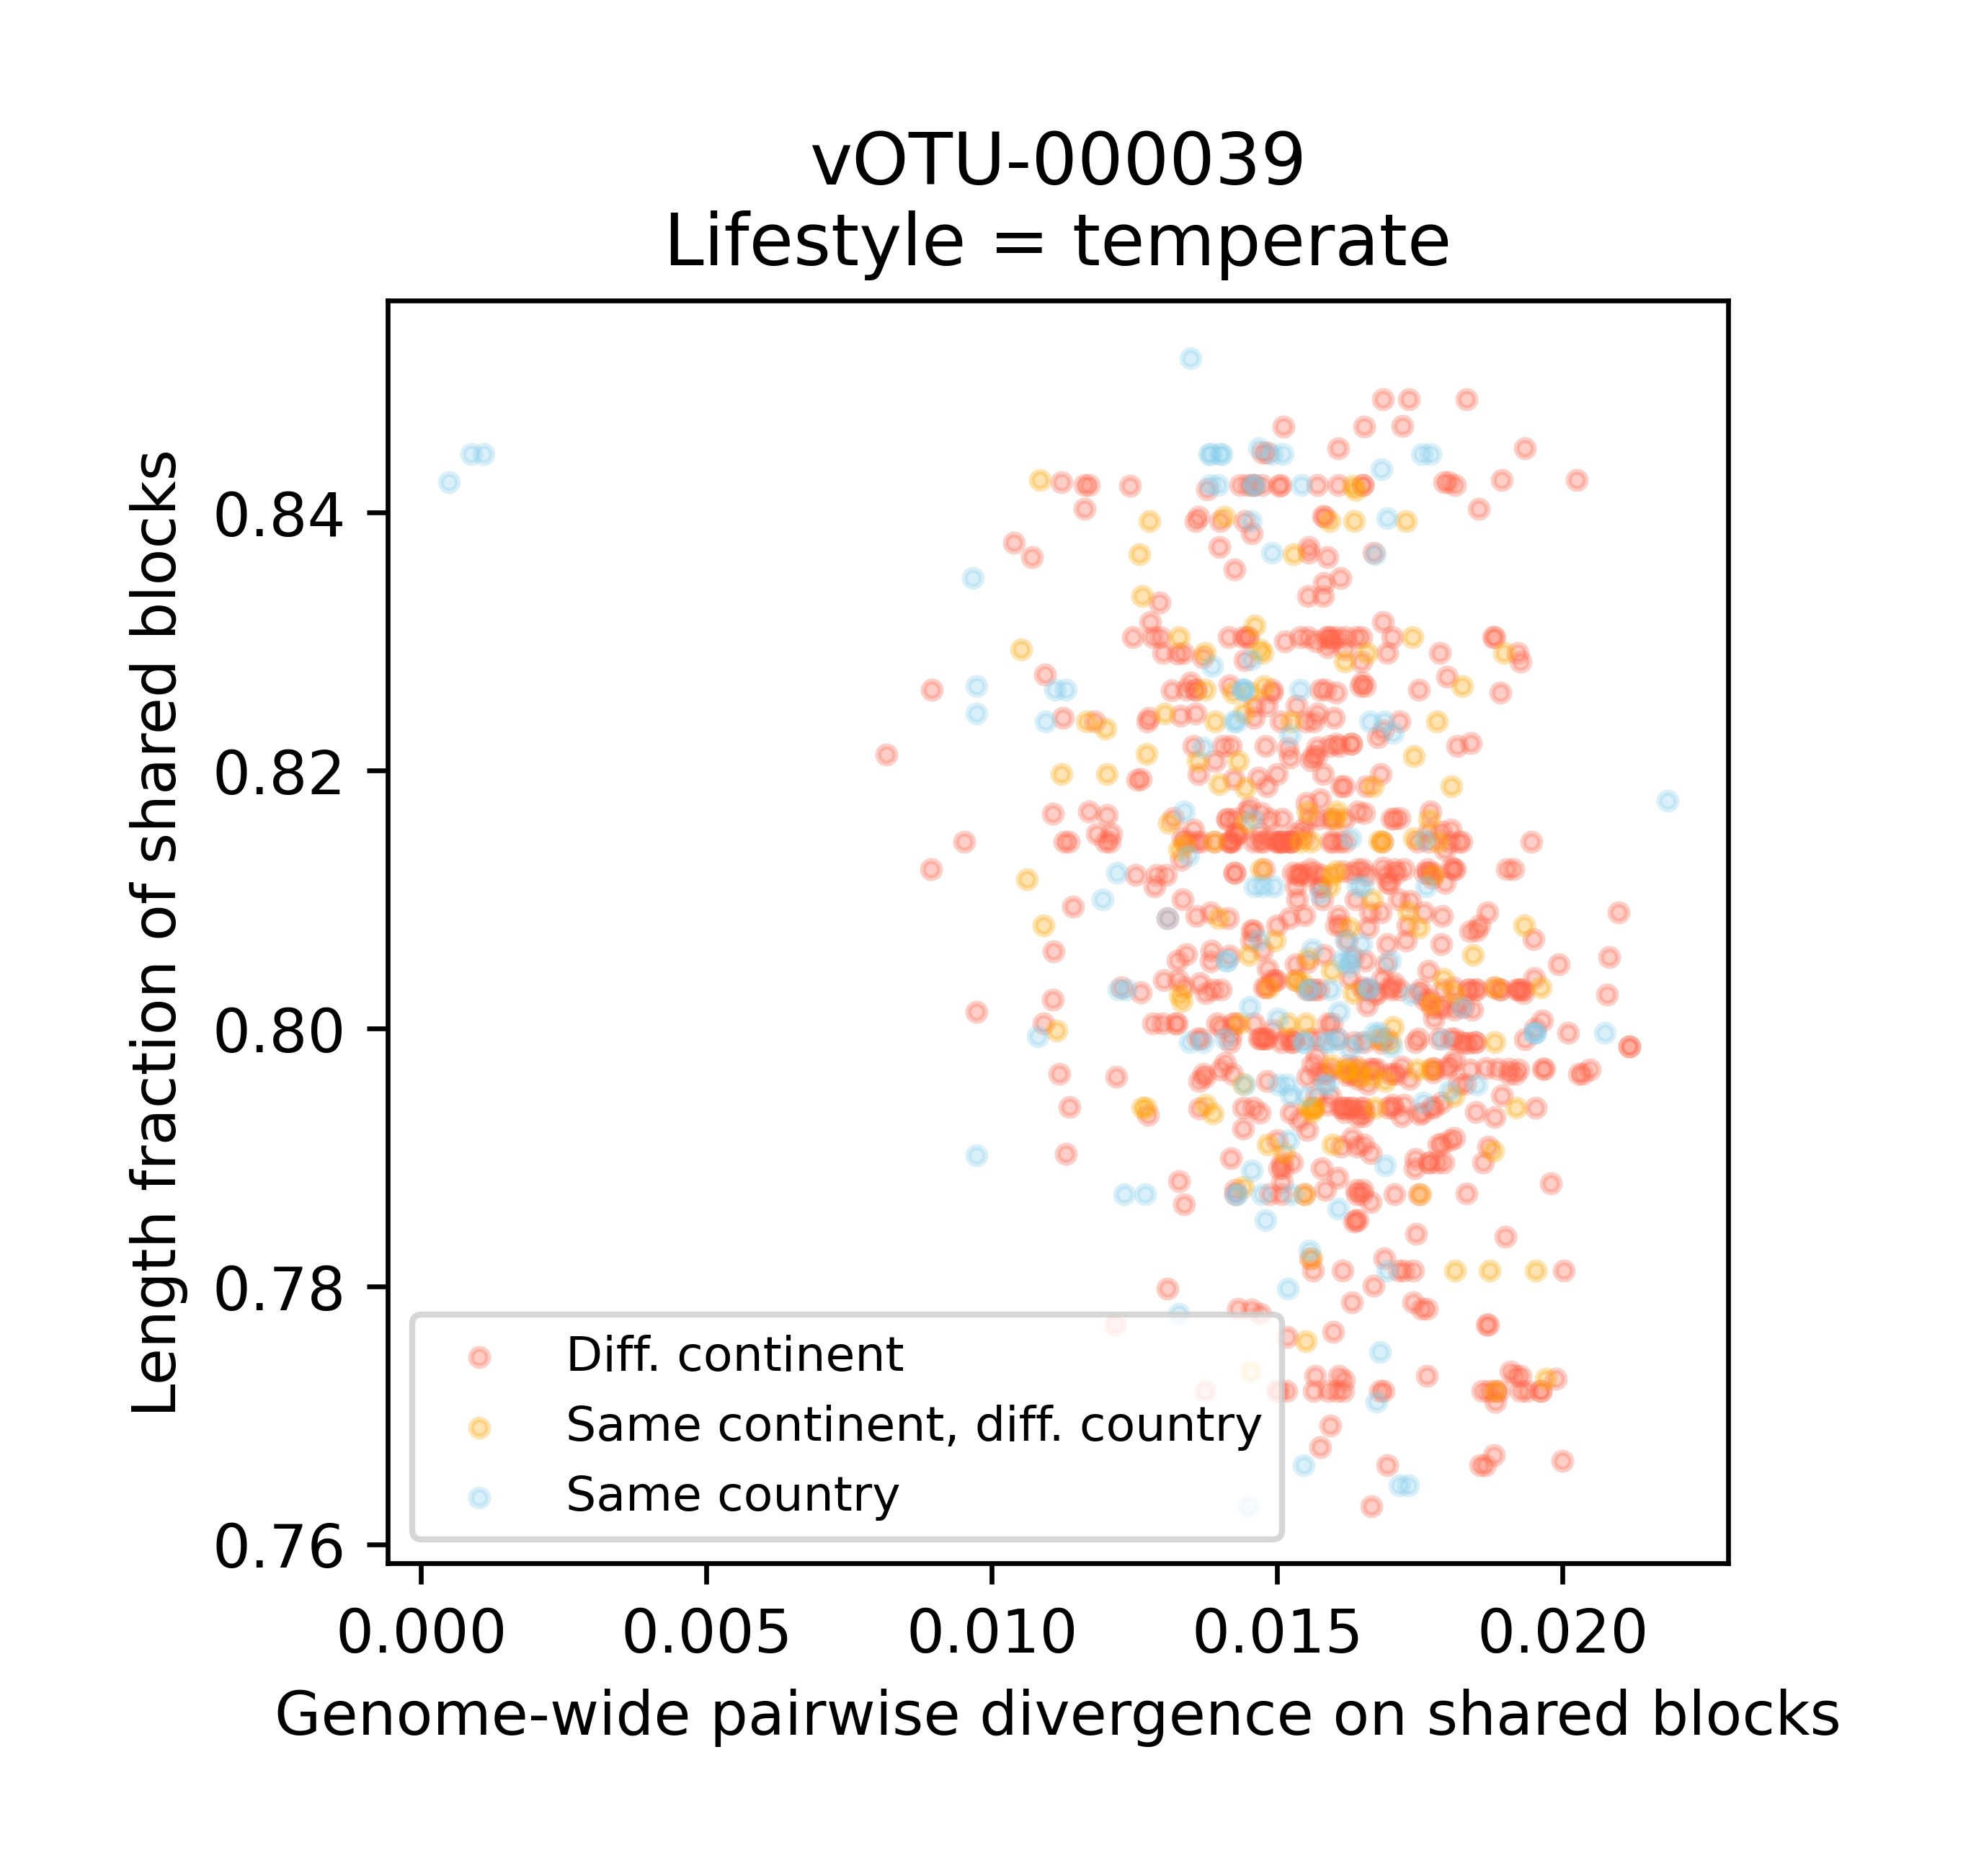 vOTU-000039
Lifestyle = temperate
Length fraction of shared blocks
0.84
0.82
0.80
0.78
0.76
Diff. continent
Same continent, diff. country
Same country
0.000 0.005 0.010 0.015 0.020
Genome-wide pairwise divergence on shared blocks